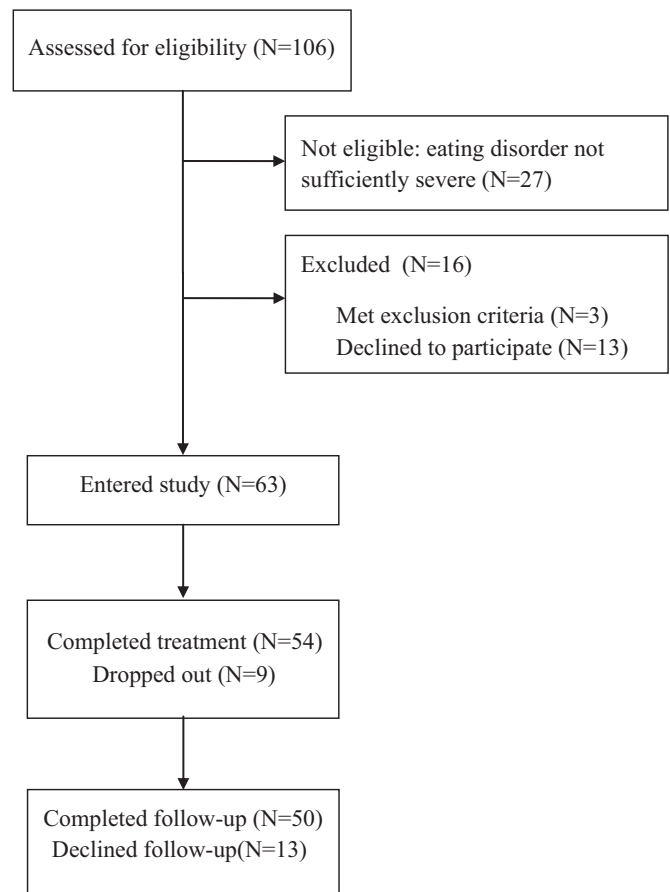 Assessed for eligibility (N=106)
Not eligible: eating disorder not
sufficiently severe (N=27)
Excluded (N=16)
Met exclusion criteria (N=3)
Declined to participate (N=13)
Entered study (N=63)
Completed treatment (N=54)
Dropped out (N=9)
Completed follow-up (N=50)
Declined follow-up(N=13)